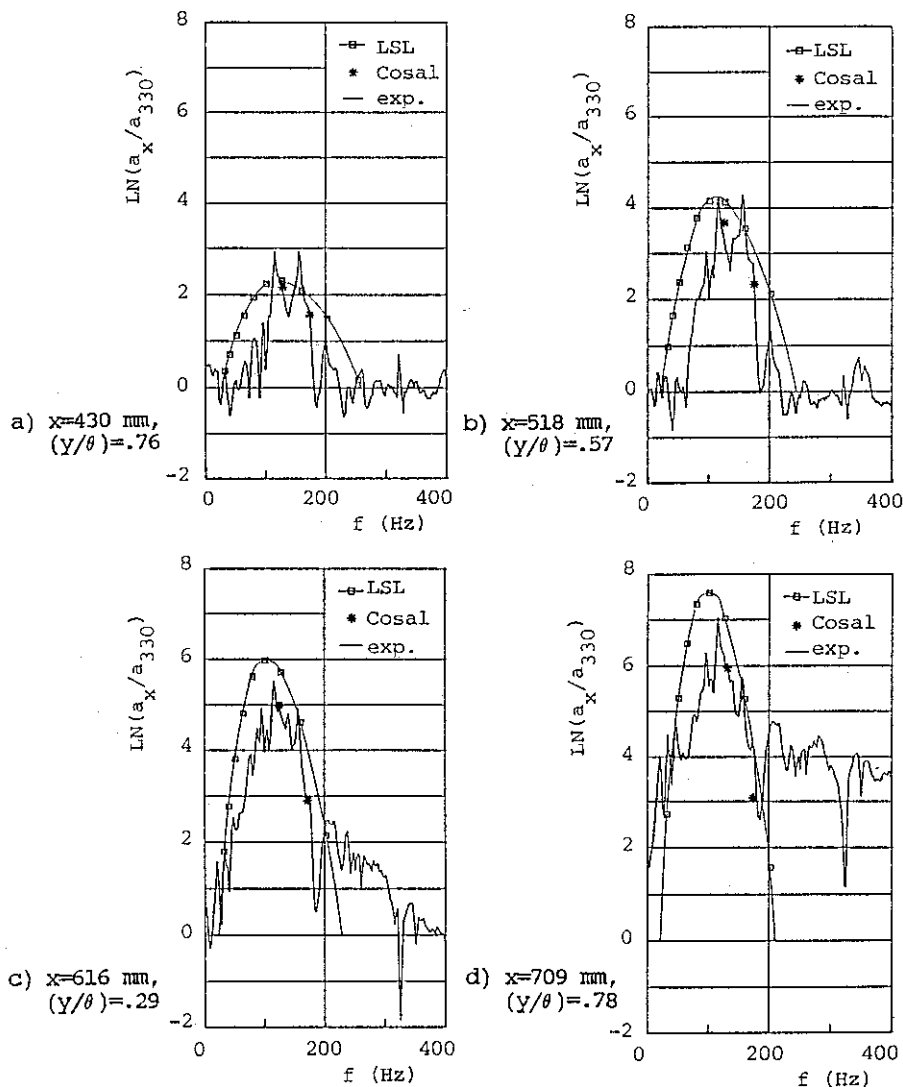 8
6
4
2
0
-2
LN(a_x/a_330)
LSL
Cosal
exp.
a) x=430 mm,
(y/θ)=.76
0 200 400
f (Hz)
8
6
4
2
0
-2
LN(a_x/a_330)
LSL
Cosal
exp.
b) x=518 mm,
(y/θ)=.57
0 200 400
f (Hz)
8
6
4
2
0
-2
LN(a_x/a_330)
LSL
Cosal
exp.
c) x=616 mm,
(y/θ)=.29
0 200 400
f (Hz)
8
6
4
2
0
-2
LN(a_x/a_330)
LSL
Cosal
exp.
d) x=709 mm,
(y/θ)=.78
0 200 400
f (Hz)